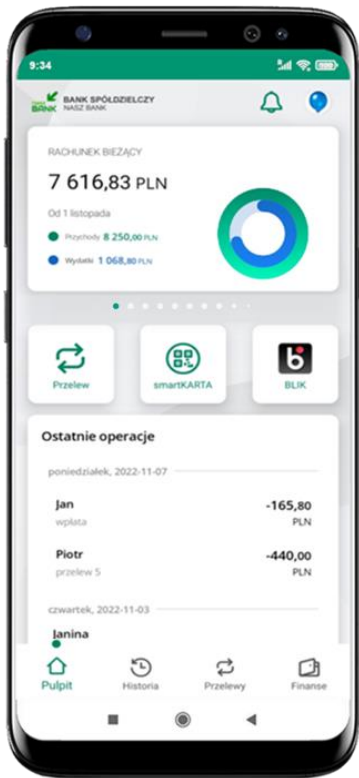 9:34
BANK SPÓŁDZIELCZY
BANK NASZ BANK
RACHUNEK BIEŻĄCY
7 616,83 PLN
Od 1 listopada
Przychody 8 250,00 PLN
Wydatki 1 068,80 PLN
Przelew smartKARTA BLIK
Ostatnie operacje
poniedziałek, 2022-11-07
Jan -165,80
wpłata PLN
Piotr -440,00
przelew 5 PLN
czwartek, 2022-11-03
Janina
Pulpit Historia Przelewy Finanse